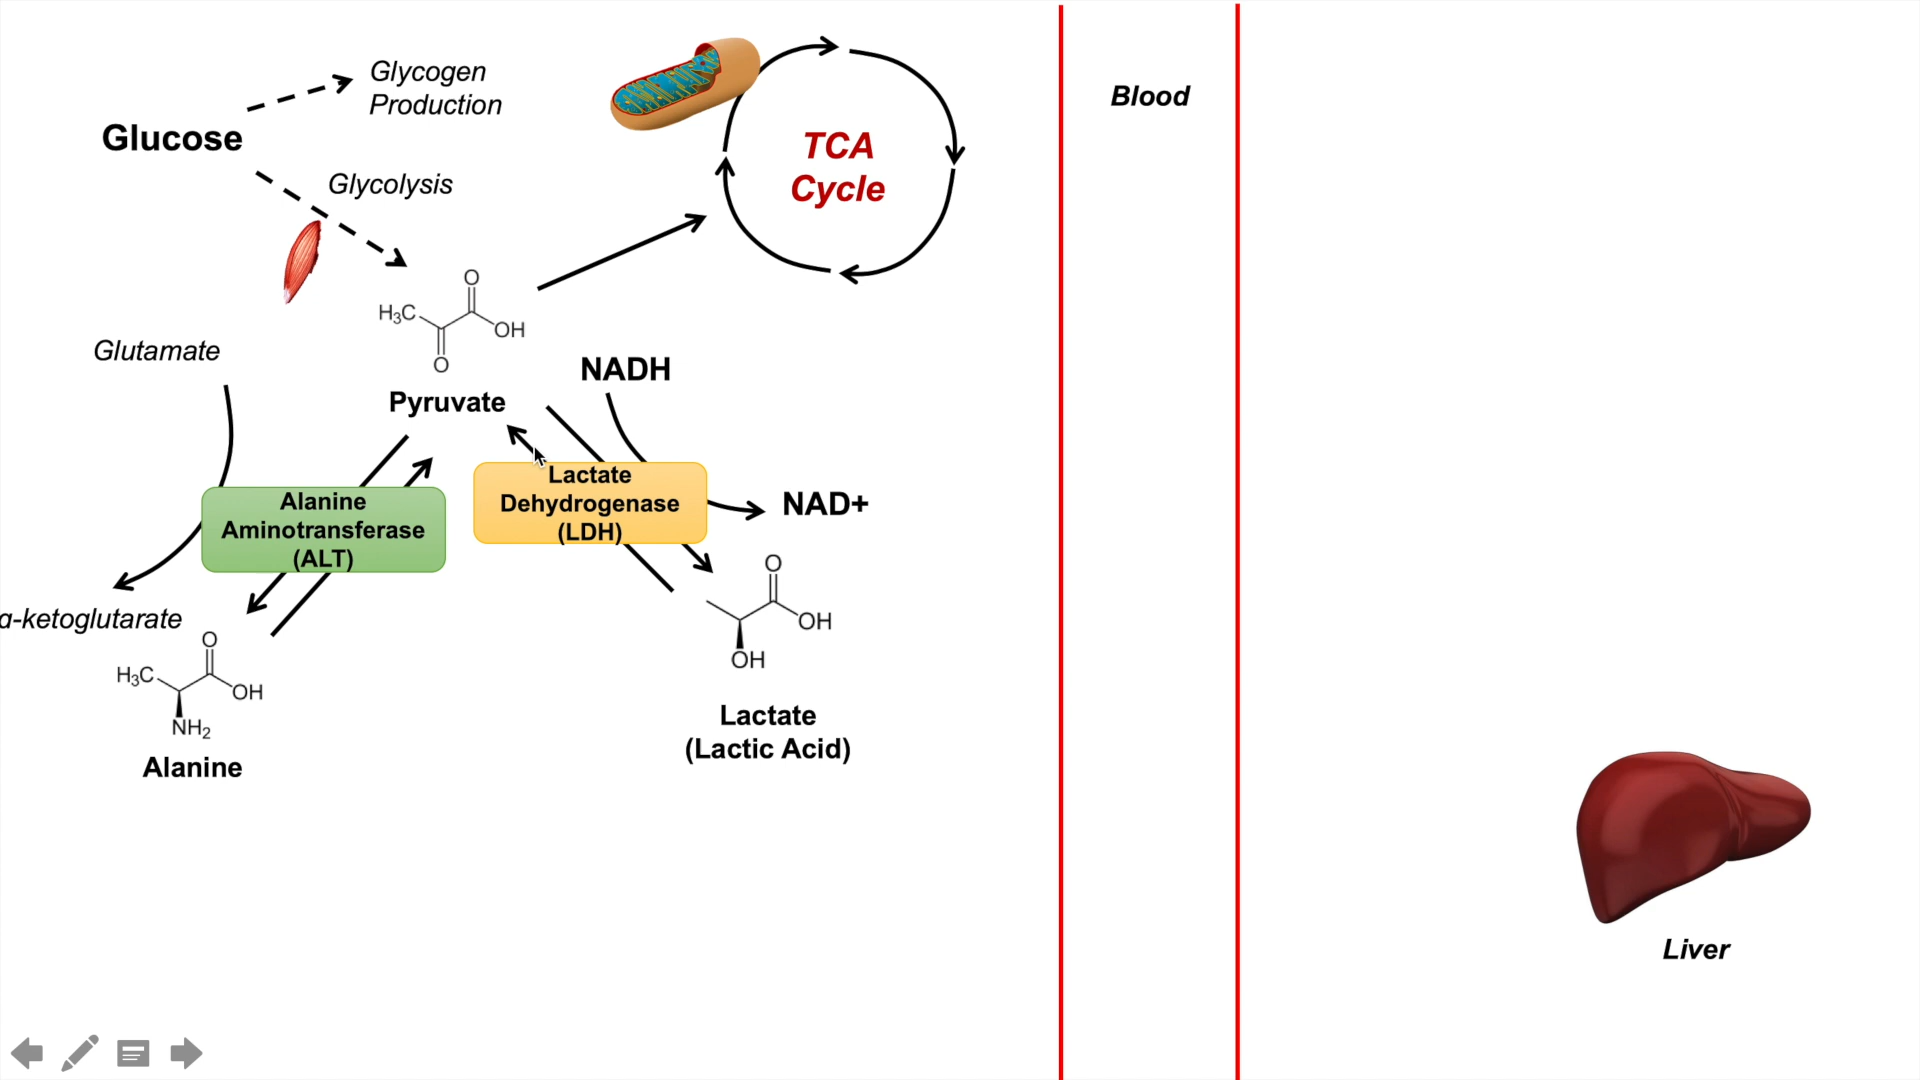 Glycogen
Production
Glucose
Glycolysis
TCA
Cycle
Blood
H₃C
O
OH
O
Pyruvate
Glutamate
NADH
Alanine
Aminotransferase
(ALT)
Lactate
Dehydrogenase
(LDH)
NAD+
α-ketoglutarate
O
H₃C
OH
NH₂
Alanine
O
OH
OH
Lactate
(Lactic Acid)
Liver